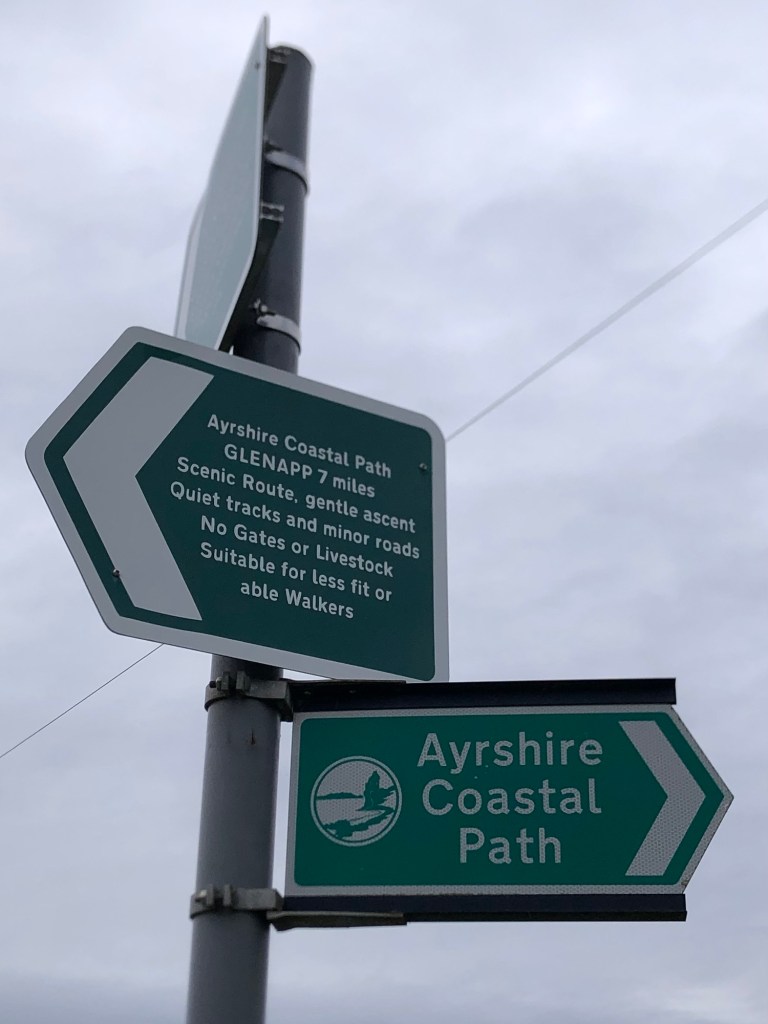 Ayrshire Coastal Path
GLENAPP 7 miles
Scenic Route, gentle ascent
Quiet tracks and minor roads
No Gates or Livestock
Suitable for less fit or
able Walkers
Ayrshire
Coastal
Path